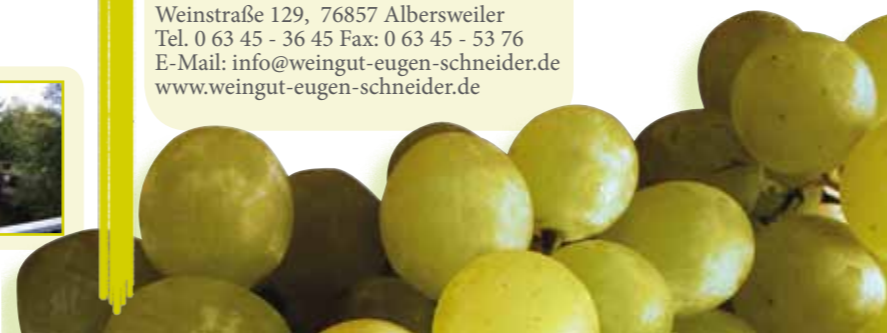 Weinstraße 129, 76857 Albersweiler
Tel. 0 63 45 - 36 45 Fax: 0 63 45 - 53 76
E-Mail: info@weingut-eugen-schneider.de
www.weingut-eugen-schneider.de